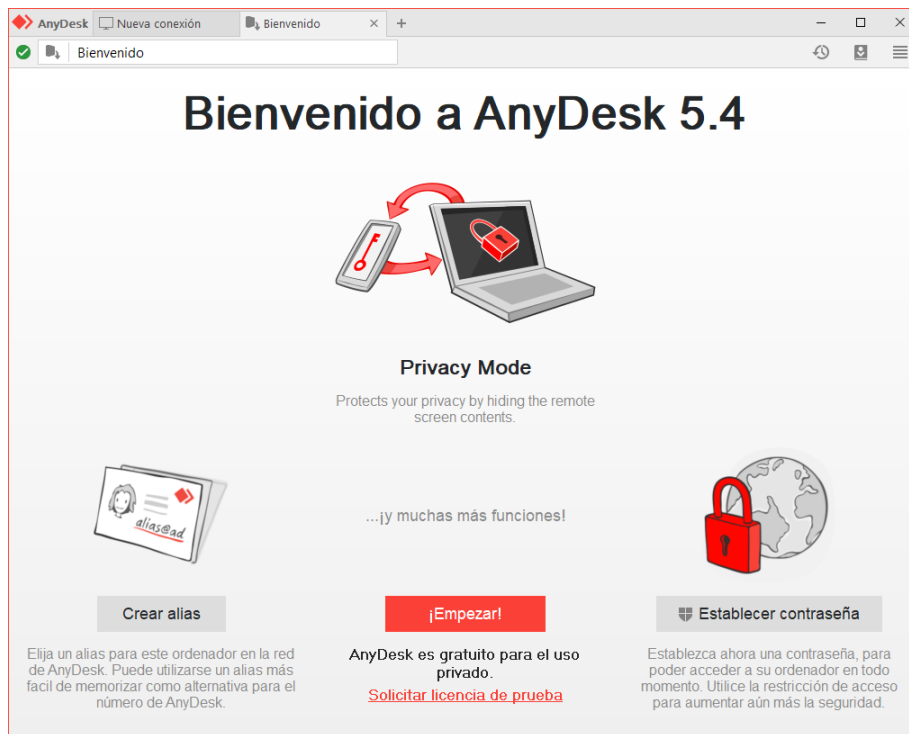 AnyDesk Nueva conexión Bienvenido
Bienvenido
Bienvenido a AnyDesk 5.4
Privacy Mode
Protects your privacy by hiding the remote
screen contents.
alias@ad
...¡y muchas más funciones!
Crear alias
Elija un alias para este ordenador en la red
de AnyDesk. Puede utilizarse un alias más
facil de memorizar como alternativa para el
número de AnyDesk.
¡Empezar!
AnyDesk es gratuito para el uso
privado.
Solicitar licencia de prueba
Establecer contraseña
Establezca ahora una contraseña, para
poder acceder a su ordenador en todo
momento. Utilice la restricción de acceso
para aumentar aún más la seguridad.